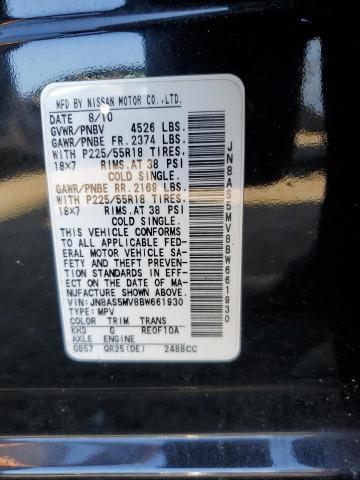 MFD BY NISSAN MOTOR CO.,LTD.
DATE 8/10
GVWR/PNBV 4526 LBS.
GAWR/PNBE FR. 2374 LBS.
WITH P225/55R18 TIRES.
18X7 RIMS.AT 38 PSI
COLD SINGLE.
GAWR/PNBE RR. 2169 LBS.
WITH P225/55R18 TIRES.
18X7 RIMS.AT 38 PSI
COLD SINGLE.
THIS VEHICLE CONFORMS
TO ALL APPLICABLE FED-
ERAL MOTOR VEHICLE SA-
FETY AND THEFT PREVEN-
TION STANDARDS IN EFF-
ECT ON THE DATE OF MA-
NUFACTURE SHOWN ABOVE.
VIN: JN8AS5MV8BW661930
TYPE: MPV
COLOR TRIM TRANS
KH3 G RE0F10A
AXLE ENGINE
GB57 QR25(DE) 2488CC
JN8AS5MV8BW661930